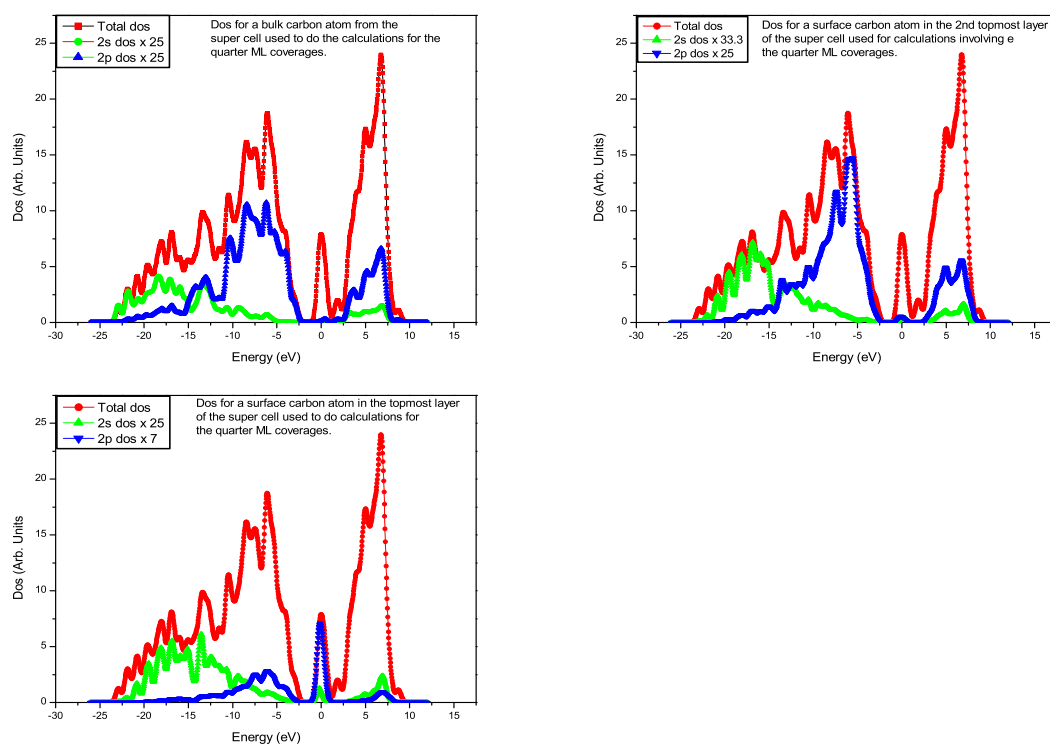 Total dos
2s dos x 25
2p dos x 25
Dos for a bulk carbon atom from the
super cell used to do the calculations for the
quarter ML coverages.
25
20
15
10
5
0
Dos (Arb. Units)
-30 -25 -20 -15 -10 -5 0 5 10 15
Energy (eV)
Total dos
2s dos x 33.3
2p dos x 25
Dos for a surface carbon atom in the 2nd topmost layer
of the super cell used for calculations involving e
the quarter ML coverages.
25
20
15
10
5
0
Dos (Arb. Units)
-30 -25 -20 -15 -10 -5 0 5 10 15
Energy (eV)
Total dos
2s dos x 25
2p dos x 7
Dos for a surface carbon atom in the topmost layer
of the super cell used to do calculations for
the quarter ML coverages.
25
20
15
10
5
0
Dos (Arb. Units
-30 -25 -20 -15 -10 -5 0 5 10 15
Energy (eV)